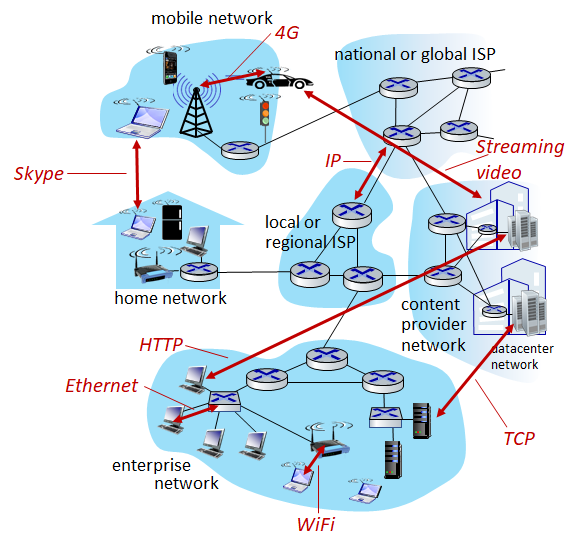 mobile network
4G
national or global ISP
Streaming
video
IP
Skype
local or
regional ISP
home network
content
provider
network
datacenter
network
HTTP
Ethernet
TCP
enterprise
network
WiFi